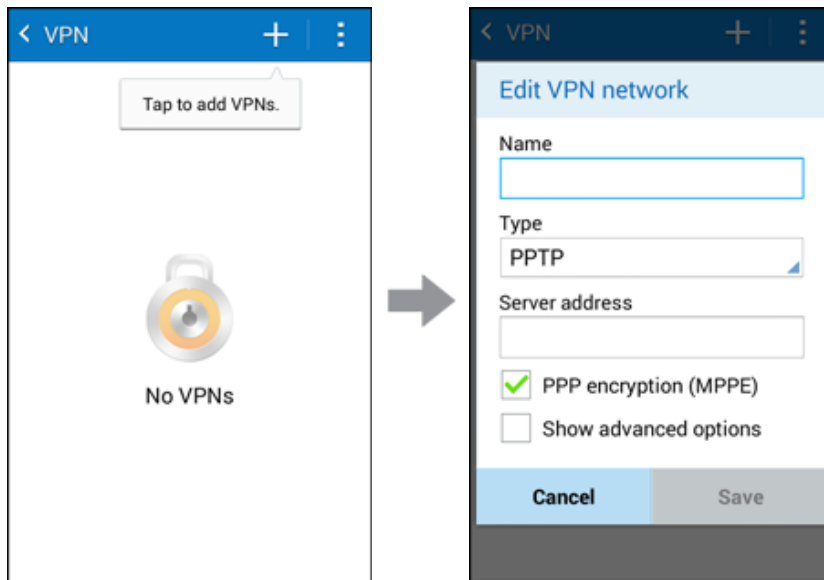 VPN
Tap to add VPNs.
No VPNs
VPN
Edit VPN network
Name
Type
PPTP
Server address
PPP encryption (MPPE)
Show advanced options
Cancel Save